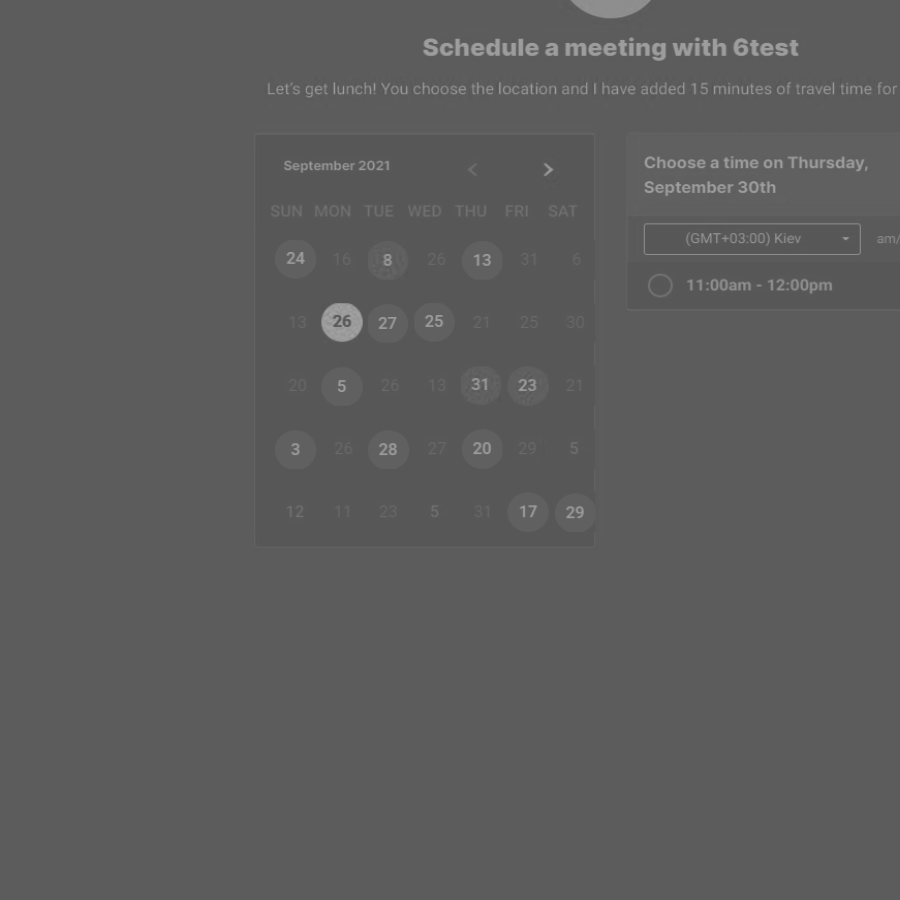 Schedule a meeting with 6test
Let's get lunch! You choose the location and I have added 15 minutes of travel time for
September 2021
SUN MON TUE WED THU FRI SAT
24 16 8 26 13 31 6
13 26 27 25 21 25 30
20 5 26 13 31 23 21
3 26 28 27 20 29 5
12 11 23 5 31 17 29
Choose a time on Thursday,
September 30th
(GMT+03:00) Kiev am/
11:00am - 12:00pm